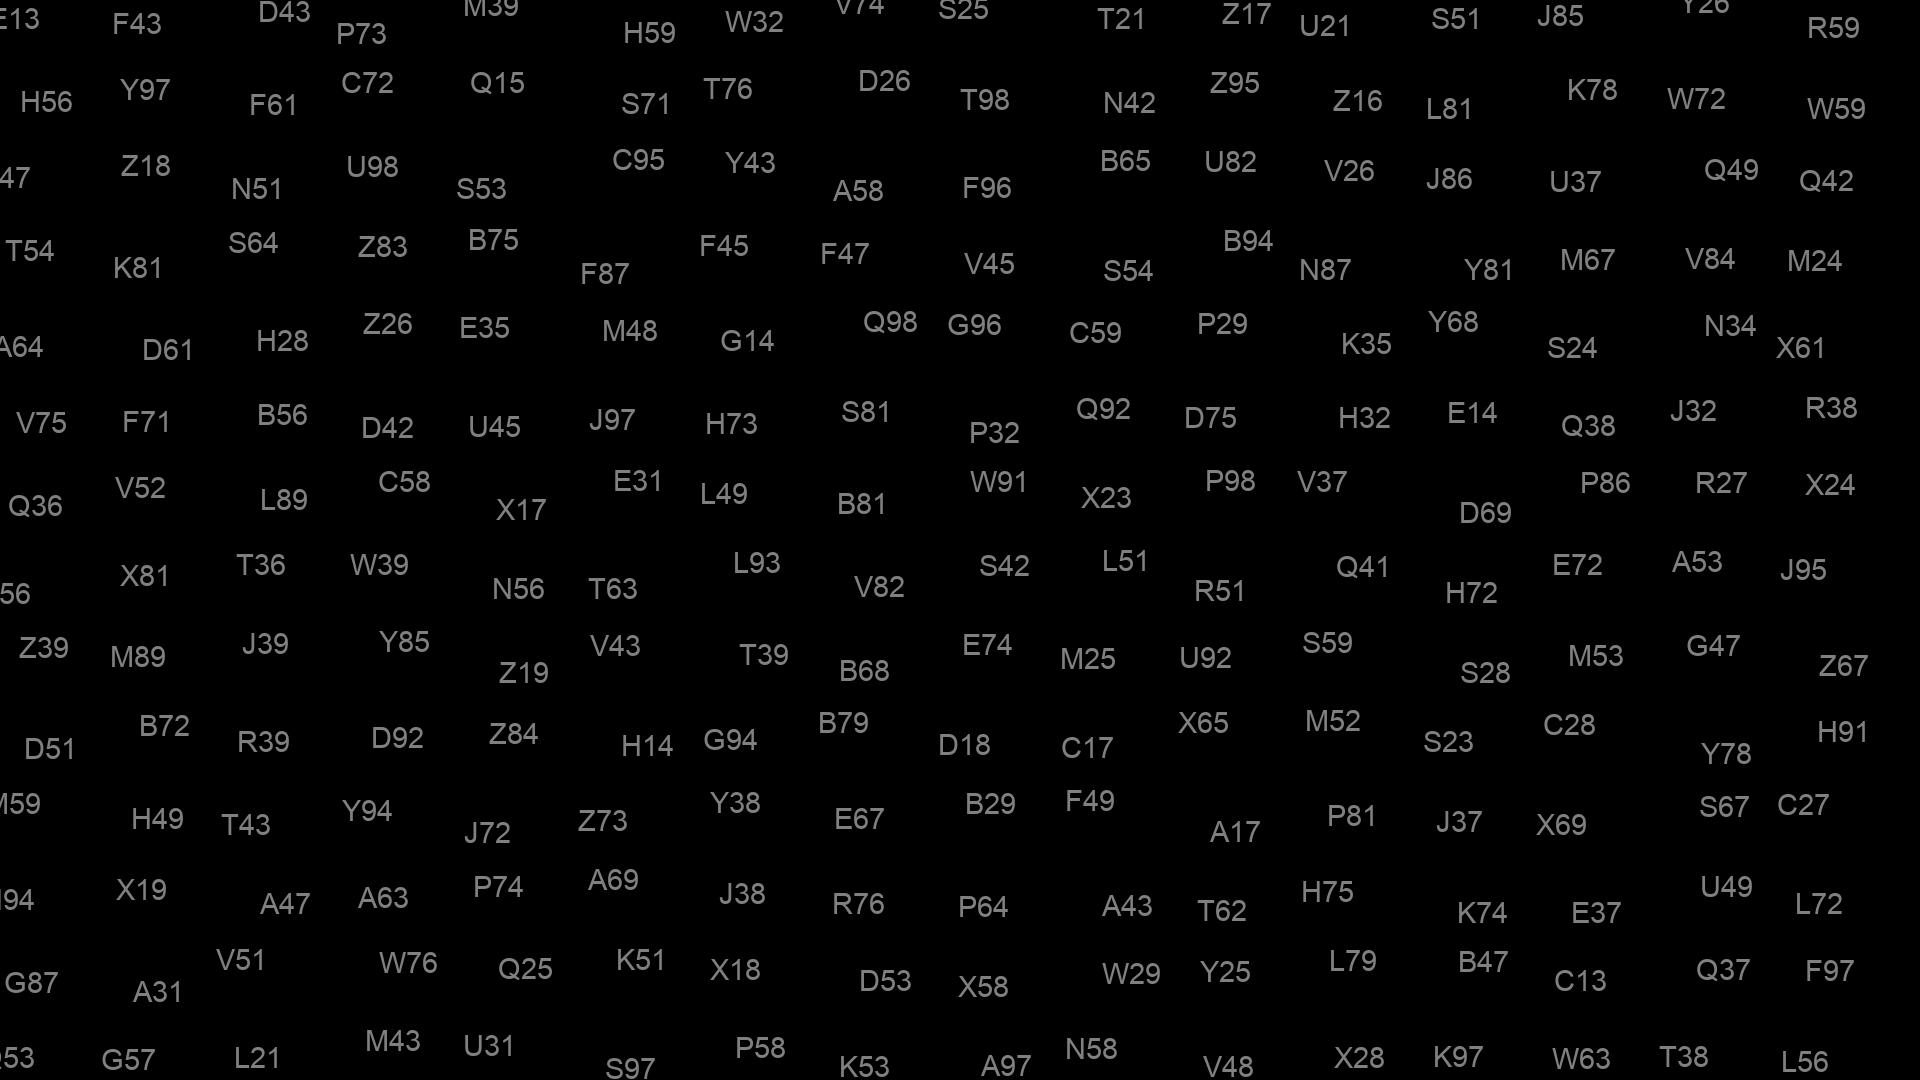 E13 F43 D43 P73 M39 H59 W32 V74 S25 T21 Z17 U21 S51 J85 Y26 R59
H56 Y97 F61 C72 Q15 S71 T76 D26 T98 N42 Z95 Z16 L81 K78 W72 W59
47 Z18 N51 U98 S53 C95 Y43 A58 F96 B65 U82 V26 J86 U37 Q49 Q42
T54 K81 S64 Z83 B75 F87 F45 F47 V45 S54 B94 N87 Y81 M67 V84 M24
A64 D61 H28 Z26 E35 M48 G14 Q98 G96 C59 P29 K35 Y68 S24 N34 X61
V75 F71 B56 D42 U45 J97 H73 S81 P32 Q92 D75 H32 E14 Q38 J32 R38
Q36 V52 L89 C58 X17 E31 L49 B81 W91 X23 P98 V37 D69 P86 R27 X24
56 X81 T36 W39 N56 T63 L93 V82 S42 L51 R51 Q41 H72 E72 A53 J95
Z39 M89 J39 Y85 Z19 V43 T39 B68 E74 M25 U92 S59 S28 M53 G47 Z67
D51 B72 R39 D92 Z84 H14 G94 B79 D18 C17 X65 M52 S23 C28 Y78 H91
M59 H49 T43 Y94 J72 Z73 Y38 E67 B29 F49 A17 P81 J37 X69 S67 C27
94 X19 A47 A63 P74 A69 J38 R76 P64 A43 T62 H75 K74 E37 U49 L72
G87 A31 V51 W76 Q25 K51 X18 D53 X58 W29 Y25 L79 B47 C13 Q37 F97
53 G57 L21 M43 U31 S97 P58 K53 A97 N58 V48 X28 K97 W63 T38 L56